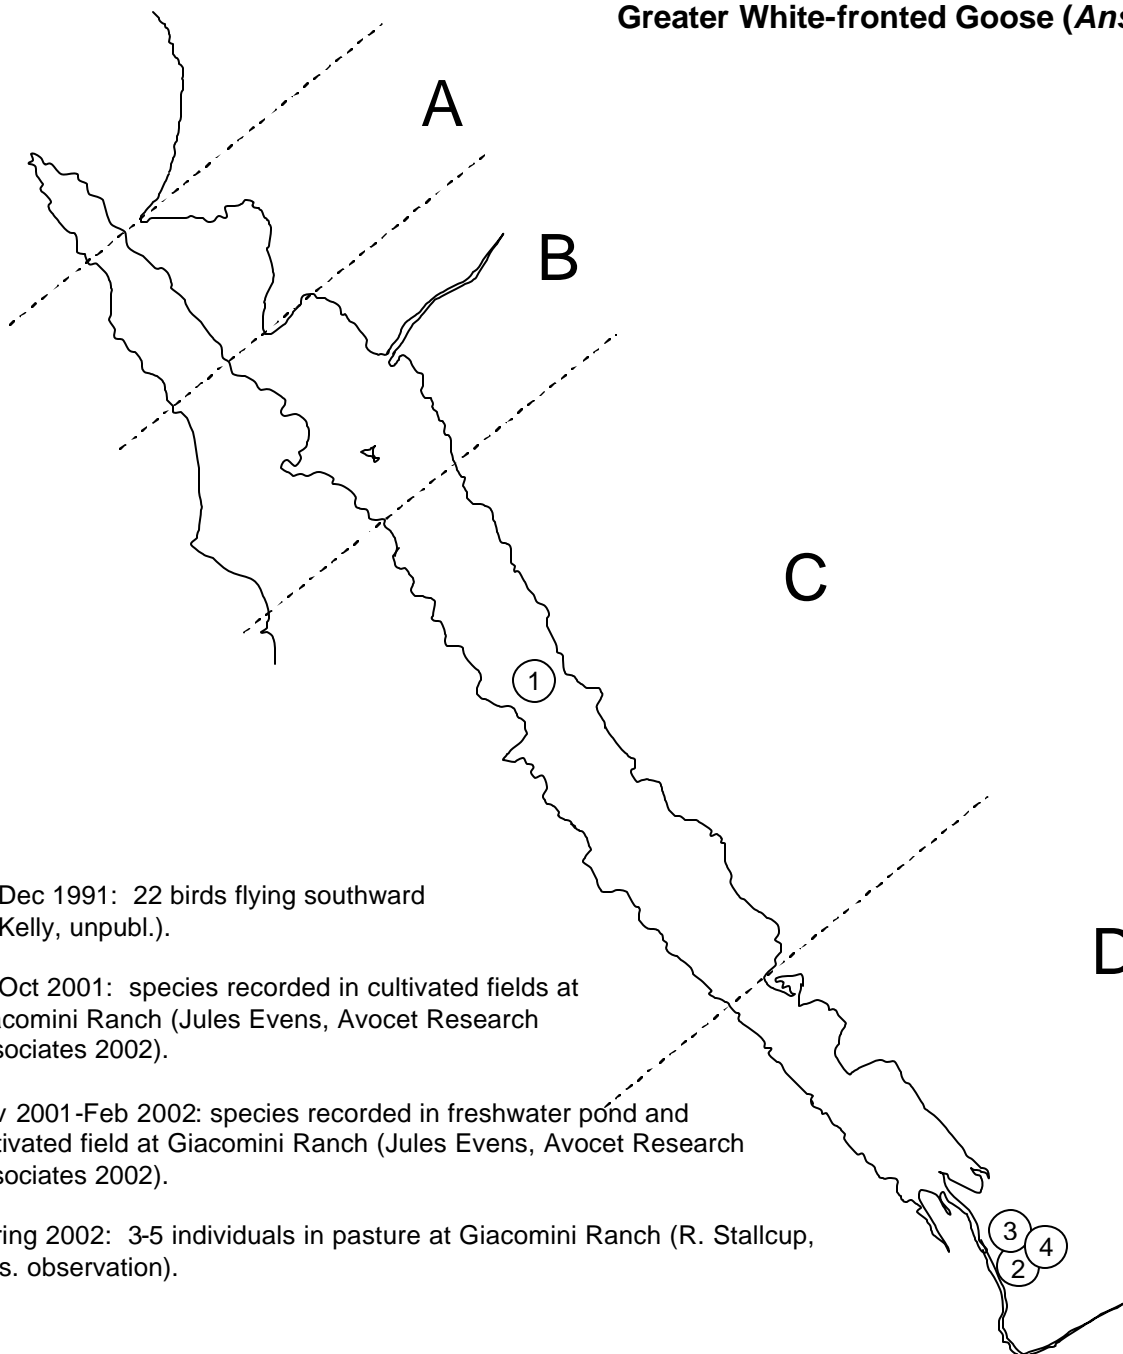 Greater White-fronted Goose (Ans
A
B
C
1
D
Dec 1991: 22 birds flying southward
Kelly, unpubl.).
Oct 2001: species recorded in cultivated fields at
acomini Ranch (Jules Evens, Avocet Research
sociates 2002).
v 2001-Feb 2002: species recorded in freshwater pond and
tivated field at Giacomini Ranch (Jules Evens, Avocet Research
sociates 2002).
ring 2002: 3-5 individuals in pasture at Giacomini Ranch (R. Stallcup,
s. observation).
3
4
2